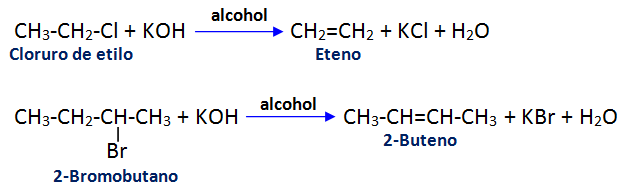 alcohol
CH₃-CH₂-Cl + KOH CH₂=CH₂ + KCl + H₂O
Cloruro de etilo Eteno
alcohol
CH₃-CH₂-CH-CH₃ + KOH CH₃-CH=CH-CH₃ + KBr + H₂O
2-Buteno
Br
2-Bromobutano